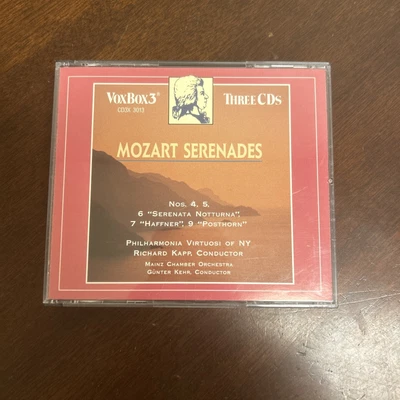 VoxBox3®
CD3X 3013
Three CDs
Mozart Serenades
Nos. 4, 5,
6 "Serenata Notturna",
7 "Haffner", 9 "Posthorn"
Philharmonia Virtuosi of NY
Richard Kapp, Conductor
Mainz Chamber Orchestra
Günter Kehr, Conductor